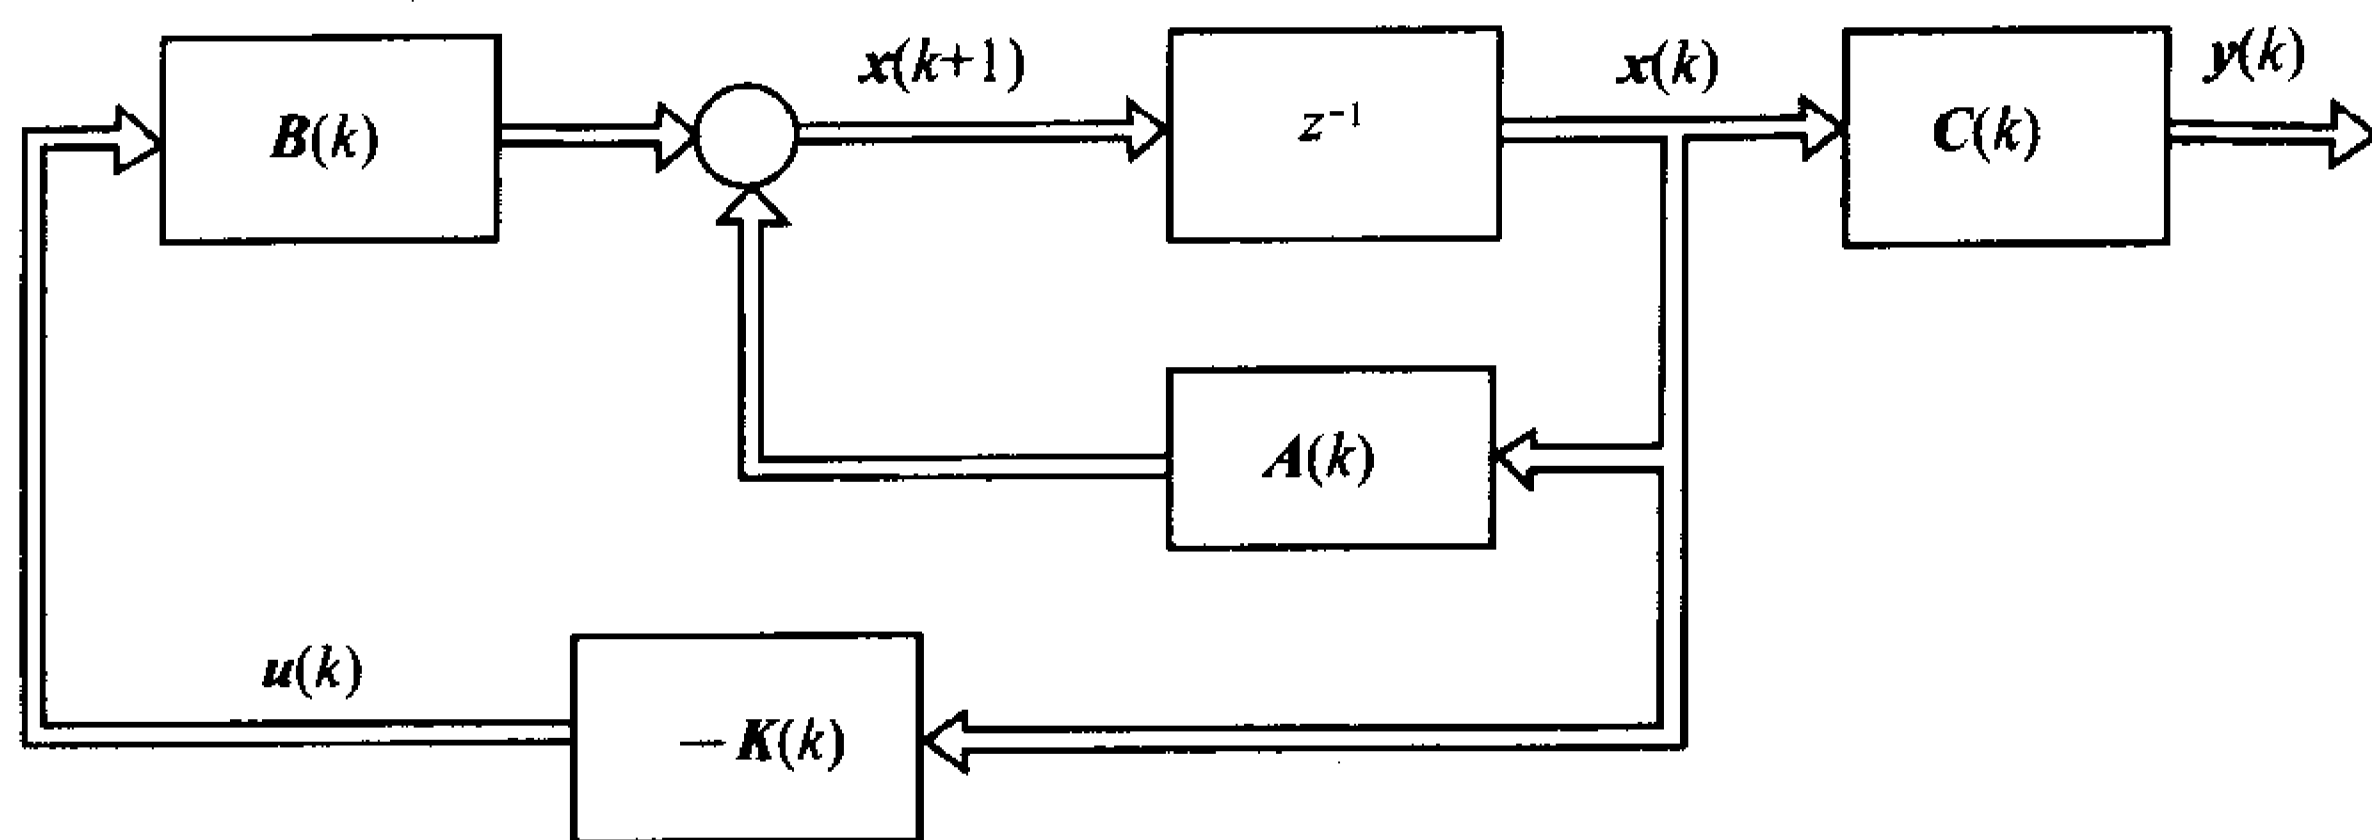 x(k+1)
x(k)
y(k)
B(k)
z⁻¹
C(k)
A(k)
u(k)
– K(k)